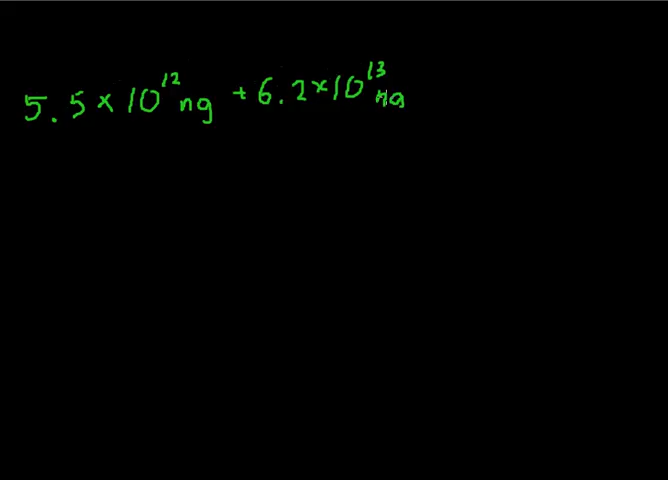 5.5 × 10¹² ng + 6.2 × 10¹³ ng